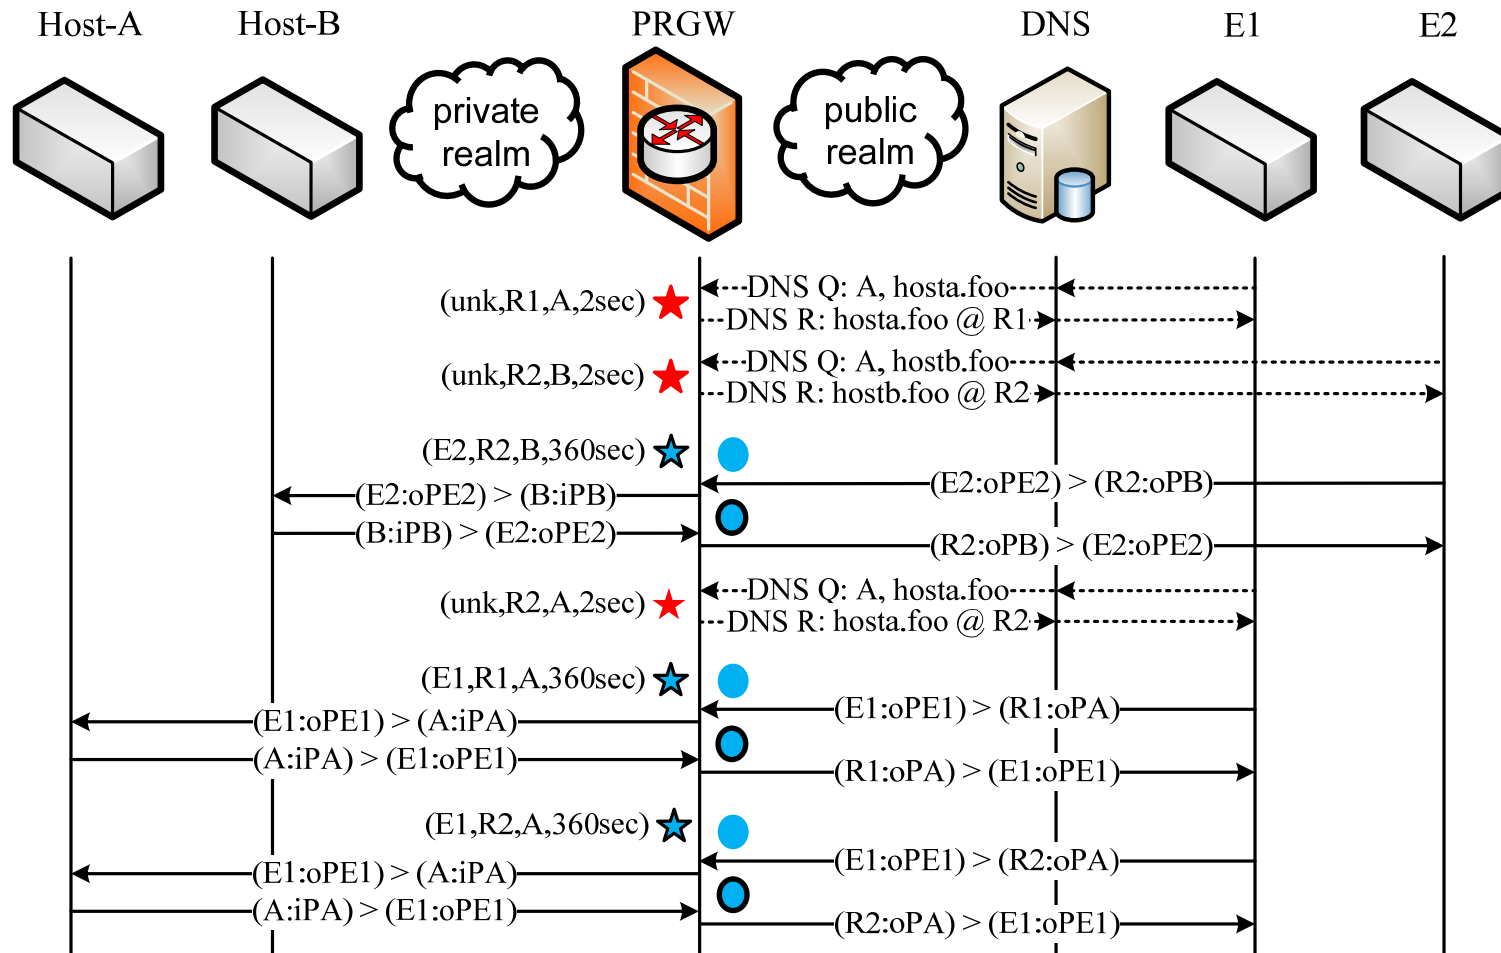 Host-A Host-B PRGW DNS E1 E2
private
realm
public
realm
DNS Q: A, hosta.foo
(unk,R1,A,2sec)
DNS R: hosta.foo @ R1
DNS Q: A, hostb.foo
(unk,R2,B,2sec)
DNS R: hostb.foo @ R2
(E2,R2,B,360sec)
(E2:oPE2) > (R2:oPB)
(E2:oPE2) > (B:iPB)
(B:iPB) > (E2:oPE2)
(R2:oPB) > (E2:oPE2)
DNS Q: A, hosta.foo
(unk,R2,A,2sec)
DNS R: hosta.foo @ R2
(E1,R1,A,360sec)
(E1:oPE1) > (R1:oPA)
(E1:oPE1) > (A:iPA)
(A:iPA) > (E1:oPE1)
(R1:oPA) > (E1:oPE1)
(E1,R2,A,360sec)
(E1:oPE1) > (R2:oPA)
(E1:oPE1) > (A:iPA)
(A:iPA) > (E1:oPE1)
(R2:oPA) > (E1:oPE1)